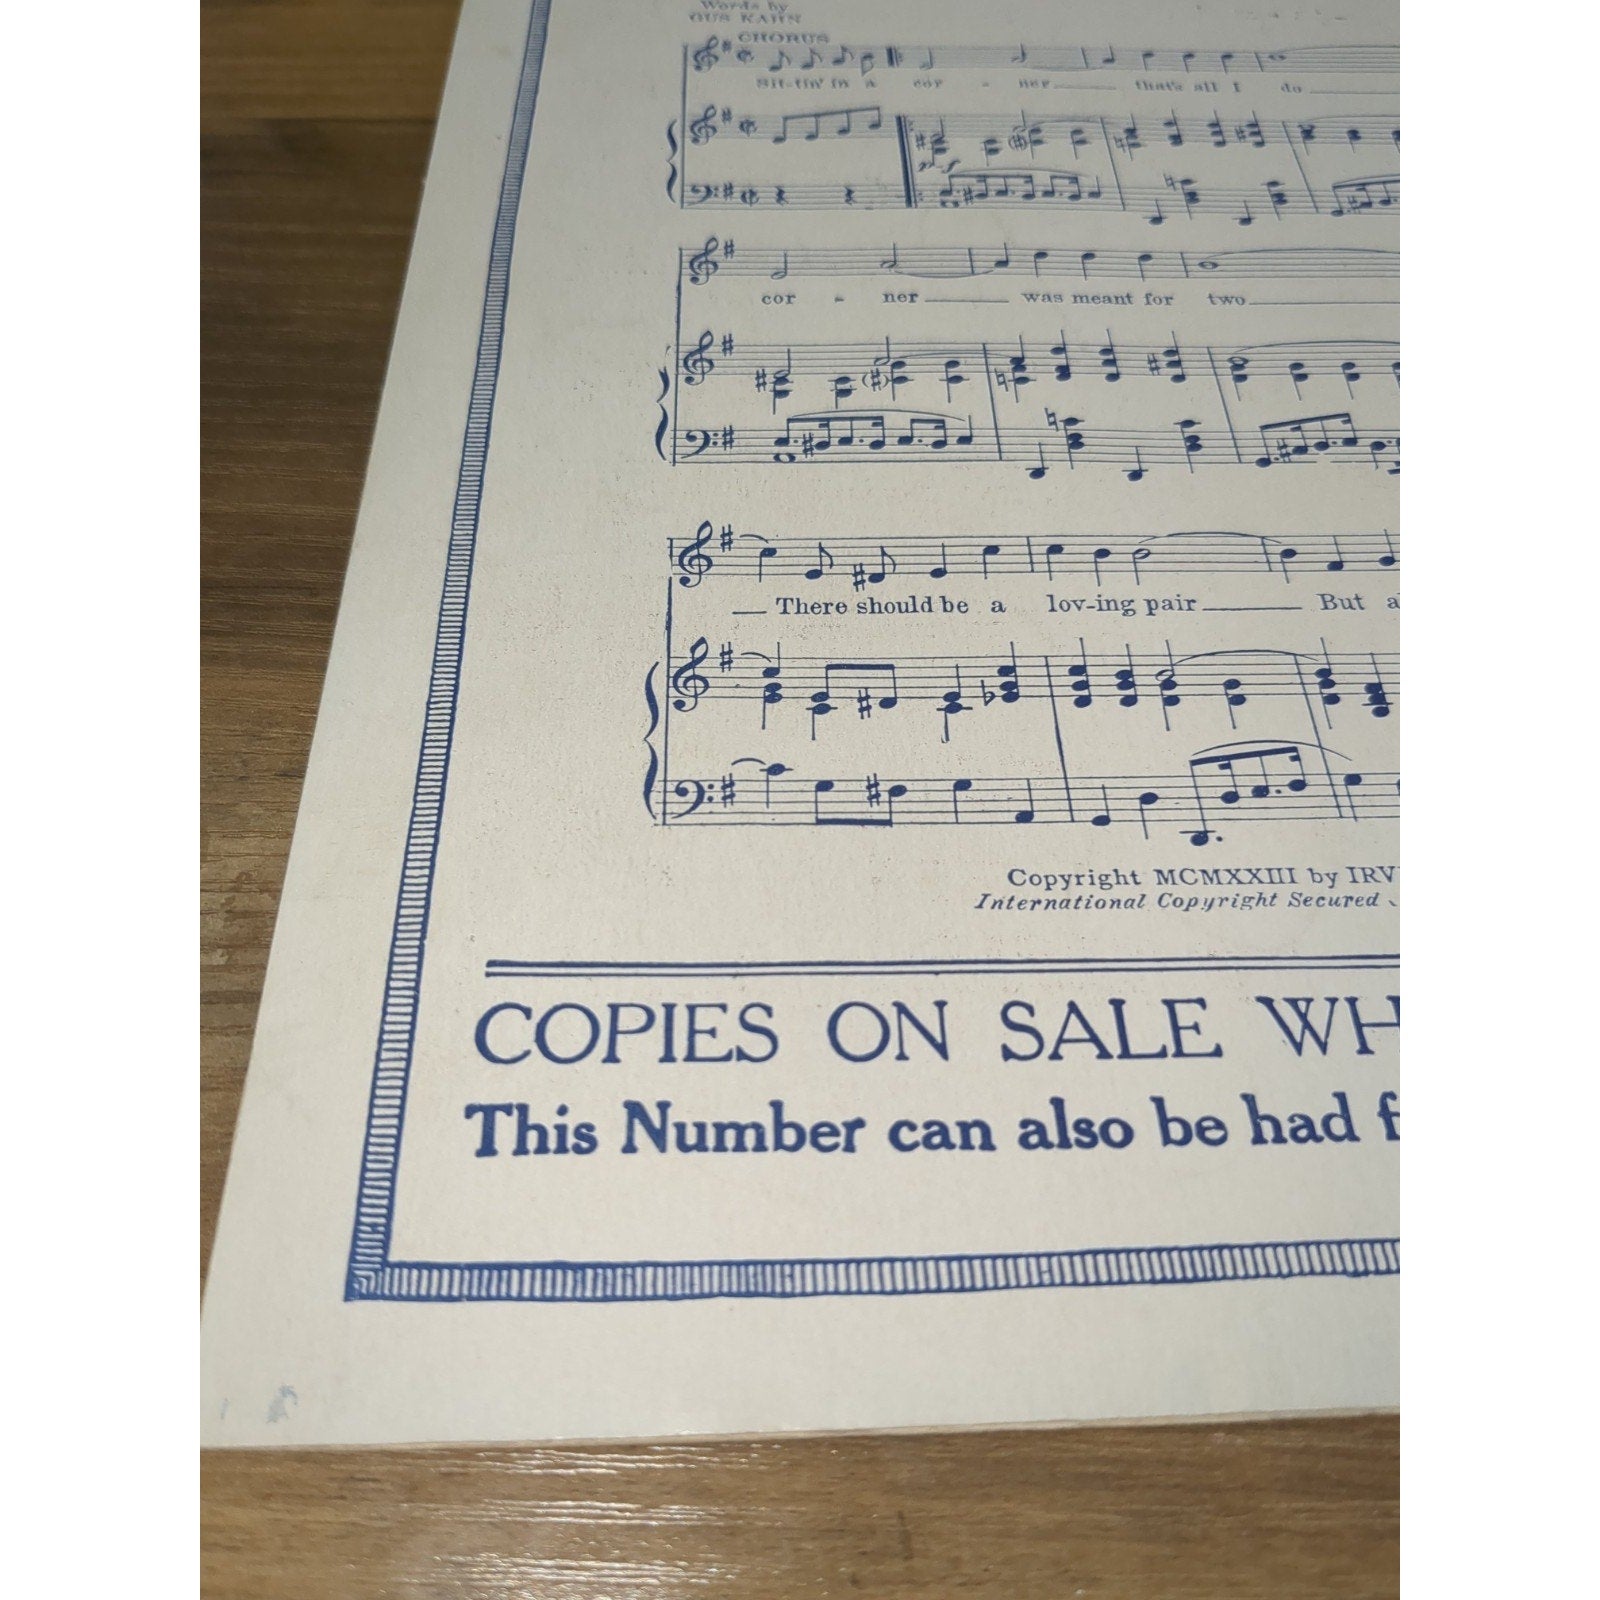 Words by
GUS KAHN
CHORUS
Sit-tin' in a cor - ner that's all I do
cor - ner was meant for two
There should be a lov-ing pair But a
Copyright MCMXXIII by IRV
International Copyright Secured
COPIES ON SALE WH
This Number can also be had f